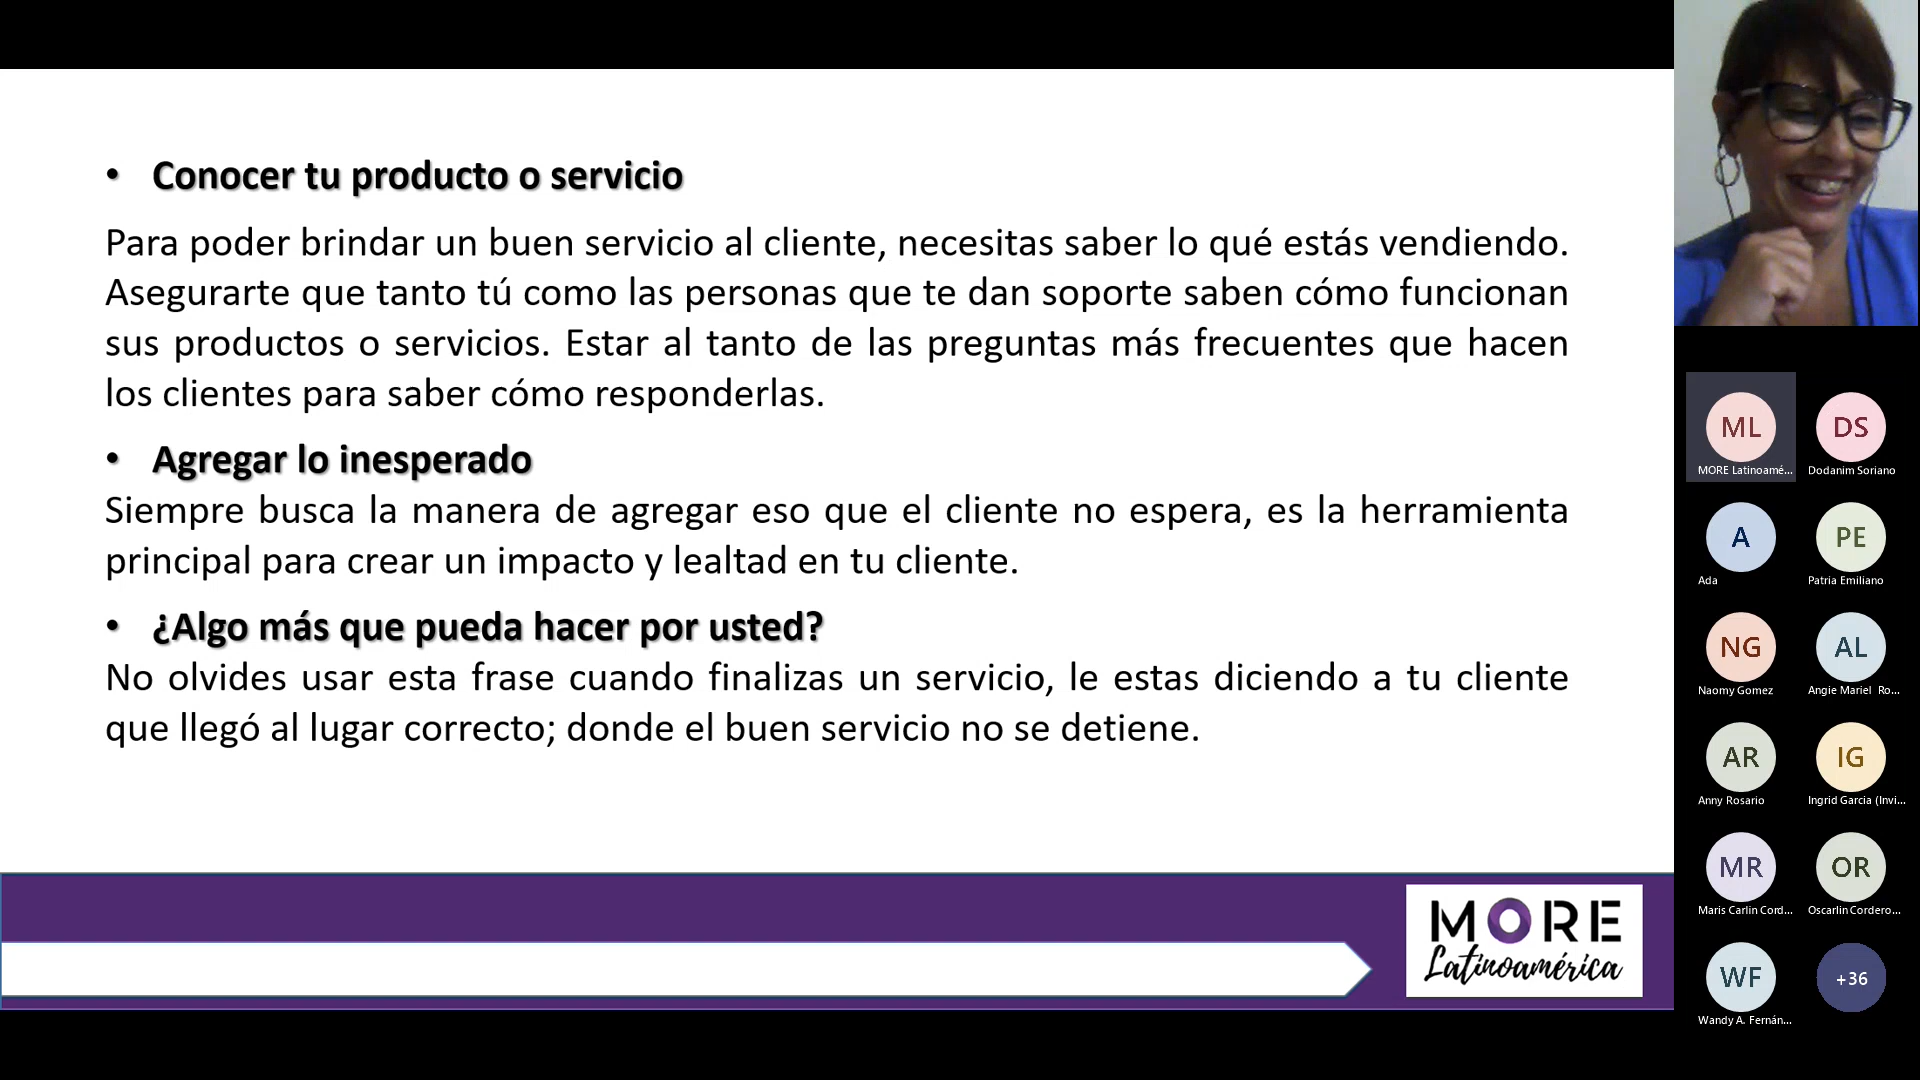 • Conocer tu producto o servicio
Para poder brindar un buen servicio al cliente, necesitas saber lo qué estás vendiendo.
Asegurarte que tanto tú como las personas que te dan soporte saben cómo funcionan
sus productos o servicios. Estar al tanto de las preguntas más frecuentes que hacen
los clientes para saber cómo responderlas.
• Agregar lo inesperado
Siempre busca la manera de agregar eso que el cliente no espera, es la herramienta
principal para crear un impacto y lealtad en tu cliente.
• ¿Algo más que pueda hacer por usted?
No olvides usar esta frase cuando finalizas un servicio, le estas diciendo a tu cliente
que llegó al lugar correcto; donde el buen servicio no se detiene.
MORE
Latinoamérica
ML DS
MORE Latinoamé... Dodanim Soriano
A PE
Ada Patria Emiliano
NG AL
Naomy Gomez Angie Mariel Ro...
AR IG
Anny Rosario Ingrid Garcia (Invi...
MR OR
Maris Carlin Cord... Oscarlin Cordero...
WF +36
Wandy A. Fernán...